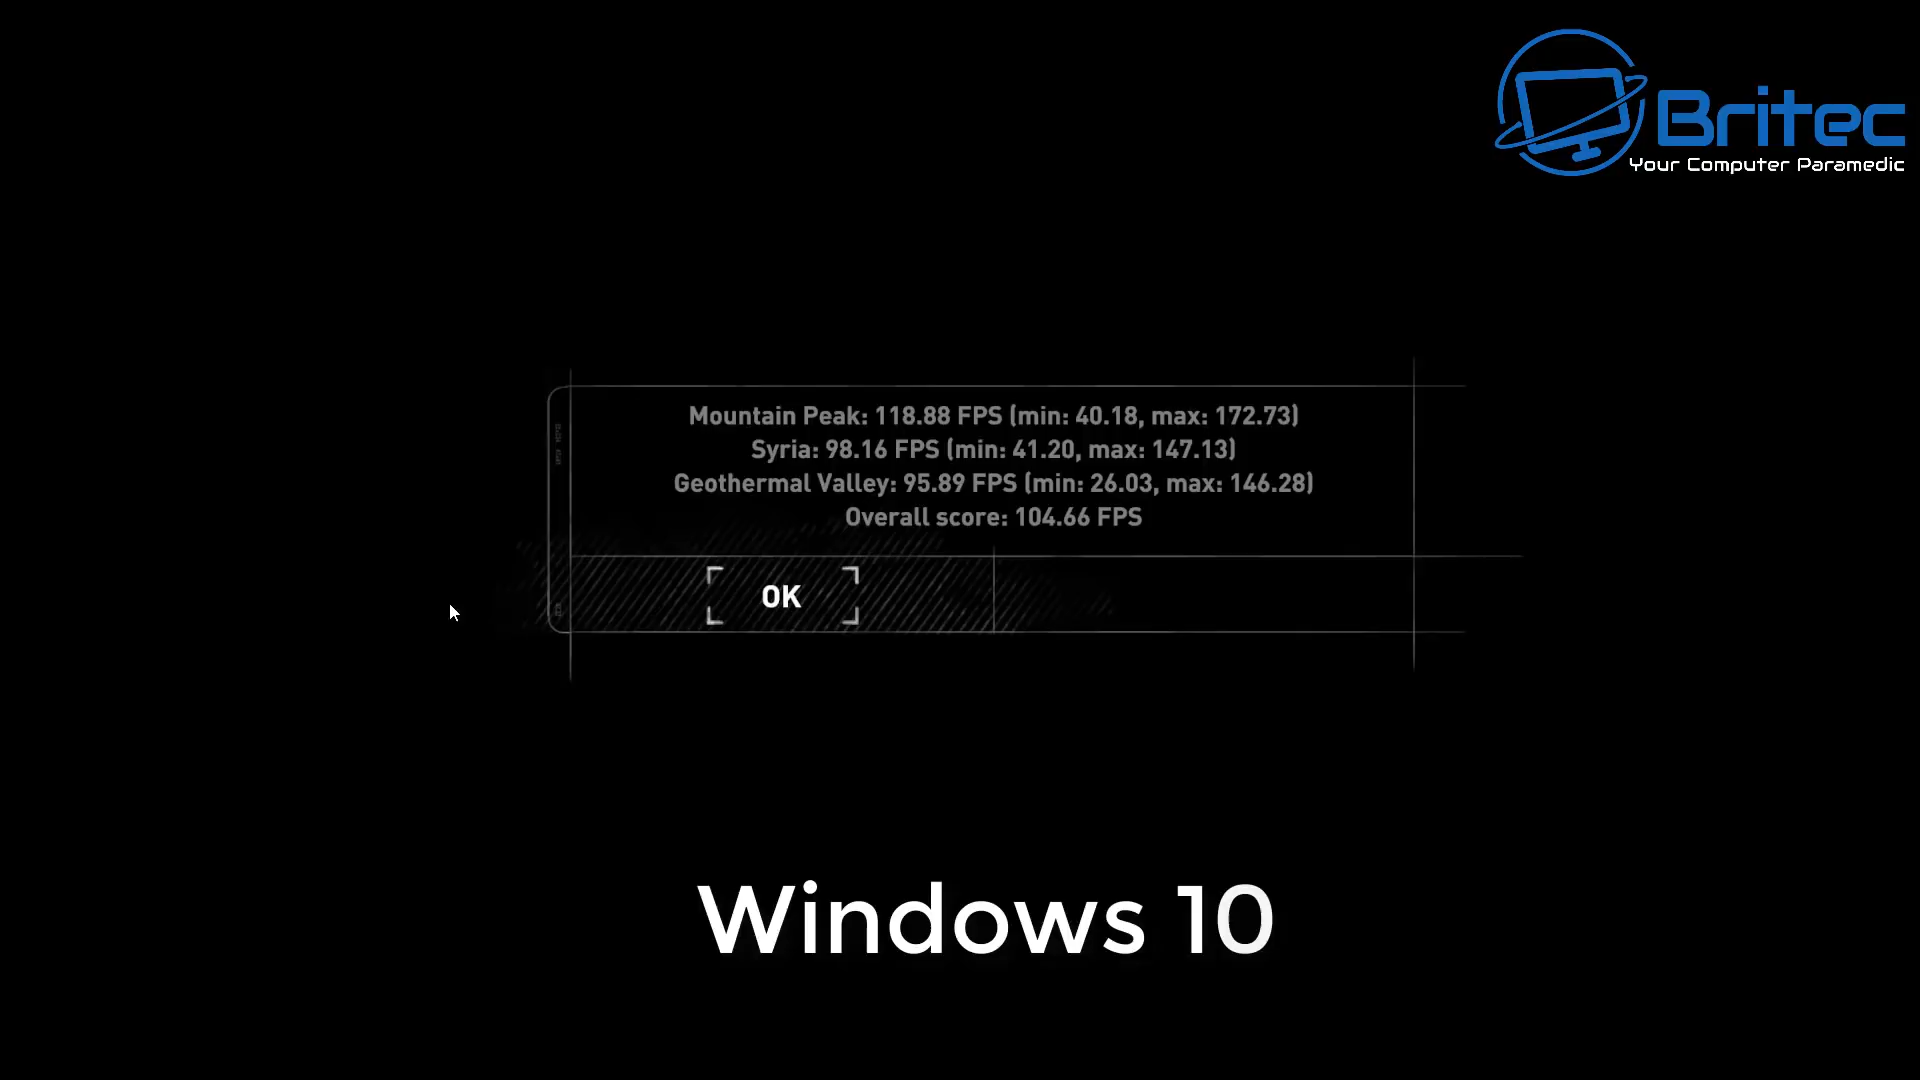 Britec
Your Computer Paramedic
Mountain Peak: 118.88 FPS (min: 40.18, max: 172.73)
Syria: 98.16 FPS (min: 41.20, max: 147.13)
Geothermal Valley: 95.89 FPS (min: 26.03, max: 146.28)
Overall score: 104.66 FPS
OK
Windows 10